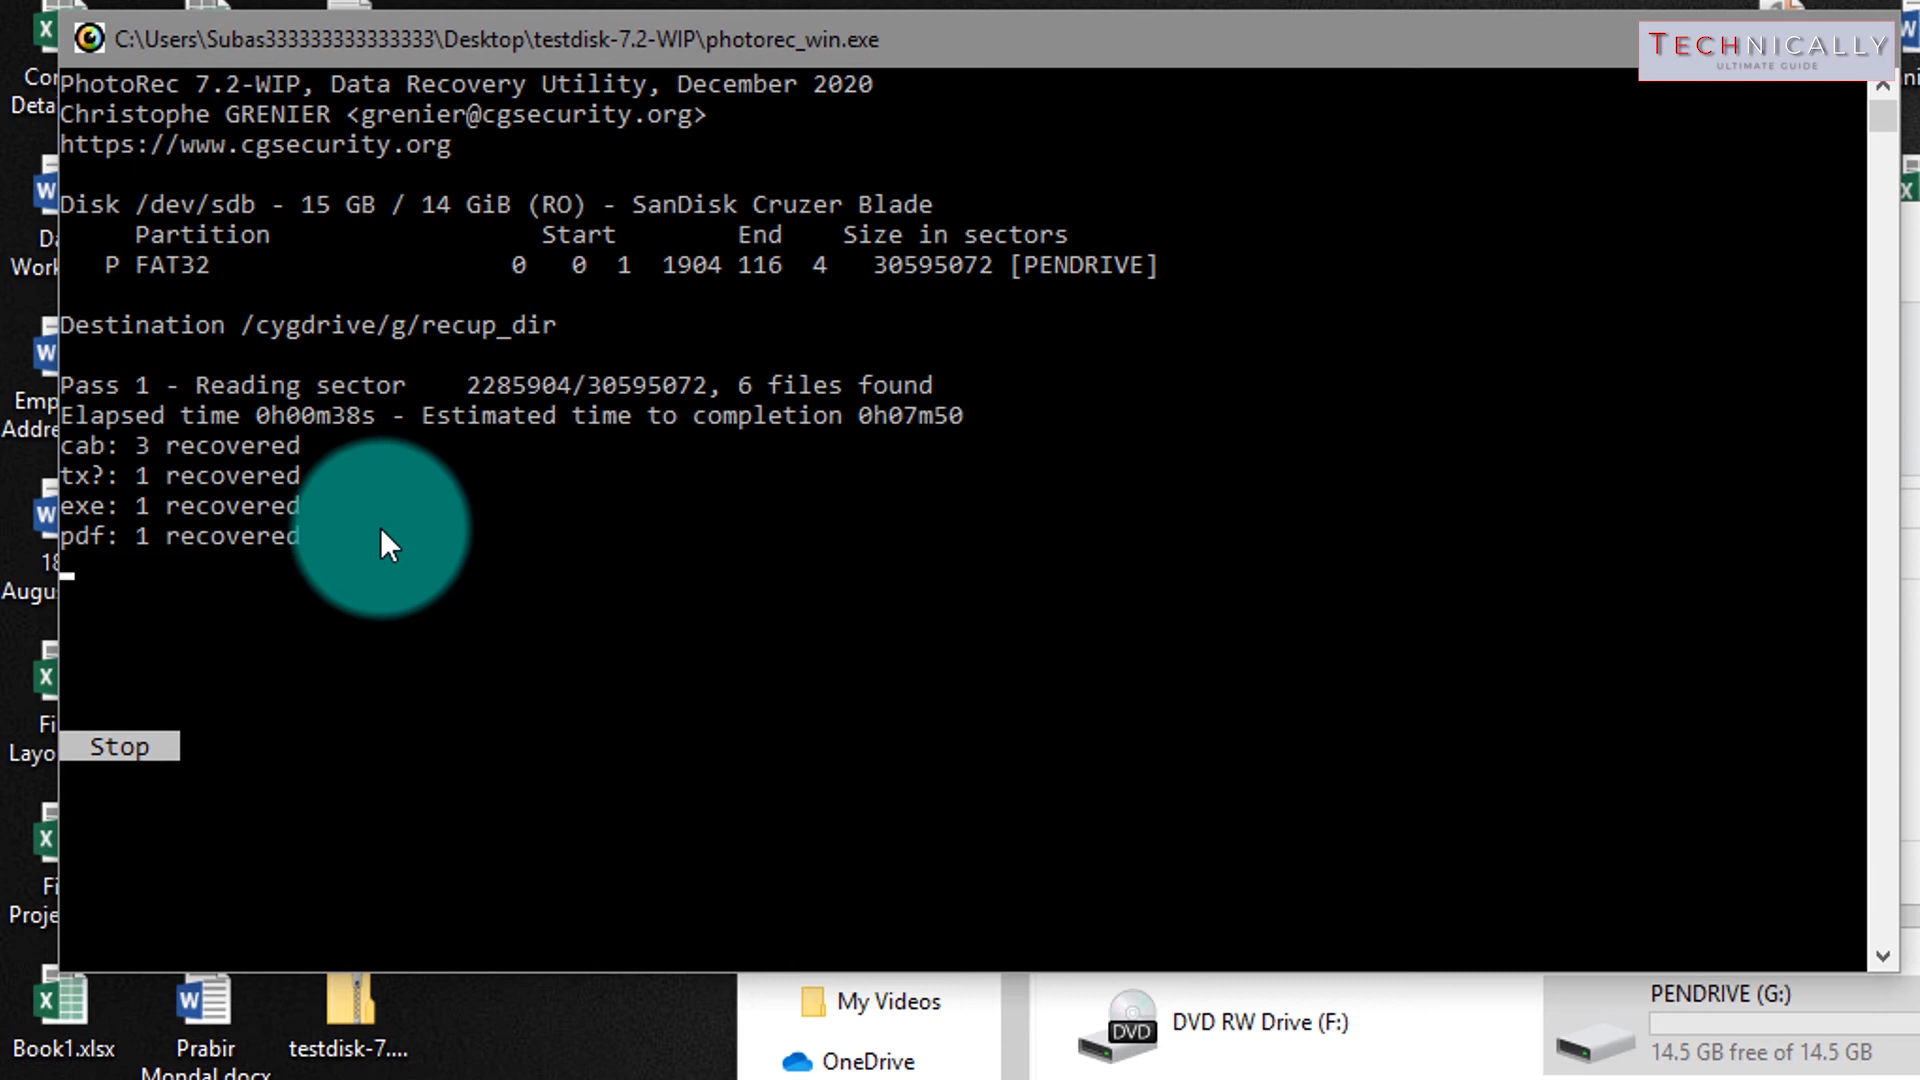 C:\Users\Subas333333333333333\Desktop\testdisk-7.2-WIP\photorec_win.exe
TECHNICALLY
ULTIMATE GUIDE
PhotoRec 7.2-WIP, Data Recovery Utility, December 2020
Christophe GRENIER <grenier@cgsecurity.org>
https://www.cgsecurity.org
Disk /dev/sdb - 15 GB / 14 GiB (RO) - SanDisk Cruzer Blade
Partition Start End Size in sectors
P FAT32 0 0 1 1904 116 4 30595072 [PENDRIVE]
Destination /cygdrive/g/recup_dir
Pass 1 - Reading sector 2285904/30595072, 6 files found
Elapsed time 0h00m38s - Estimated time to completion 0h07m50
cab: 3 recovered
tx?: 1 recovered
exe: 1 recovered
pdf: 1 recovered
Stop
Book1.xlsx
Prabir
Mondal.docx
testdisk-7....
My Videos
OneDrive
DVD RW Drive (F:)
DVD
PENDRIVE (G:)
14.5 GB free of 14.5 GB